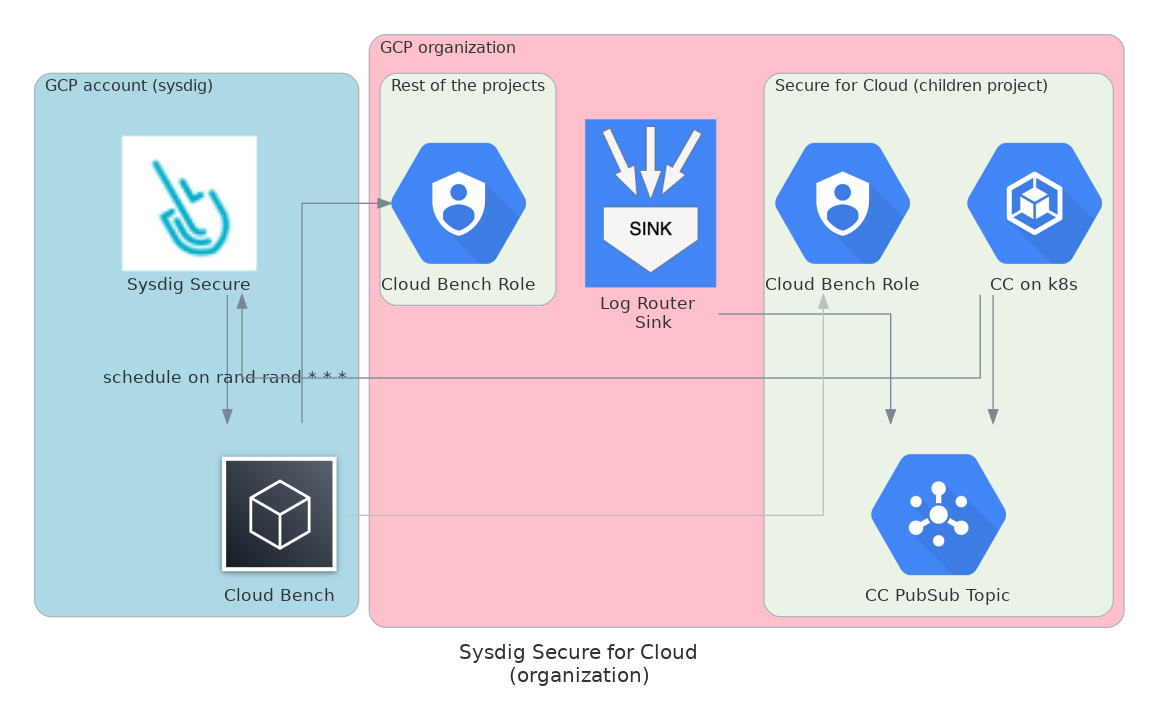 GCP organization
GCP account (sysdig)
Rest of the projects
Secure for Cloud (children project)
SINK
Sysdig Secure
Cloud Bench Role
Log Router
Sink
Cloud Bench Role
CC on k8s
schedule on rand rand * * *
Cloud Bench
CC PubSub Topic
Sysdig Secure for Cloud
(organization)